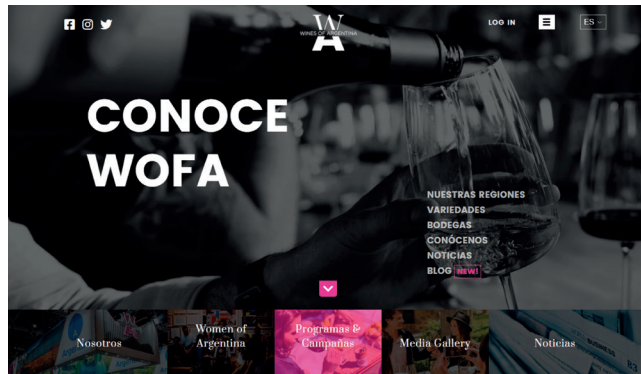 WINES OF ARGENTINA
LOG IN
ES
CONOCE
WOFA
NUESTRAS REGIONES
VARIEDADES
BODEGAS
CONÓCENOS
NOTICIAS
BLOG NEW!
Nosotros
Women of
Argentina
Programas &
Campañas
Media Gallery
Noticias
BUSINESS